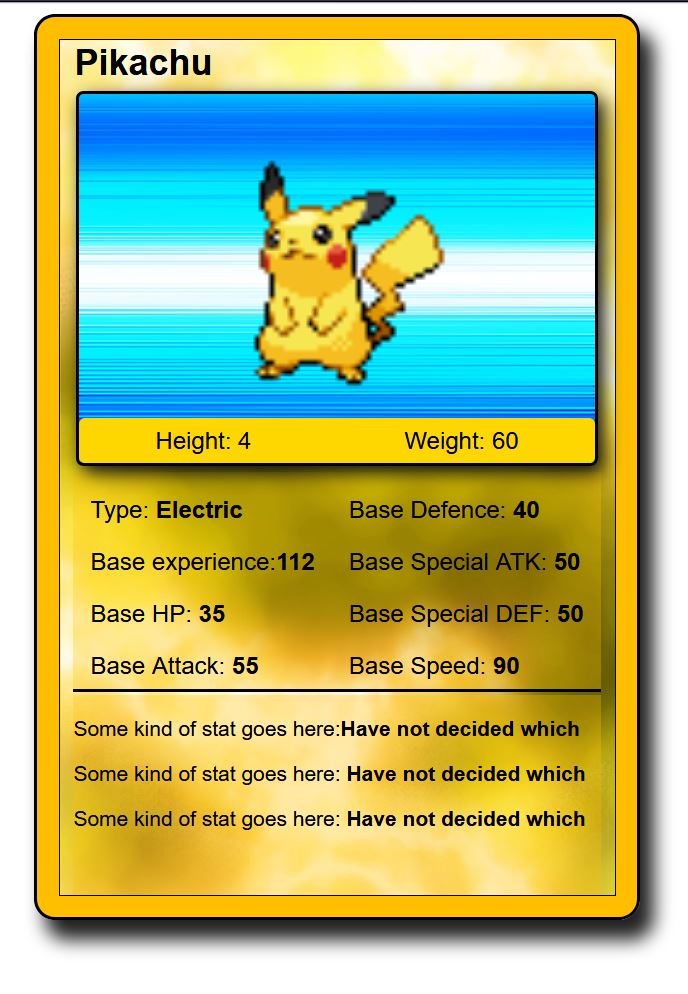 Pikachu
Height: 4 Weight: 60
Type: Electric Base Defence: 40
Base experience:112 Base Special ATK: 50
Base HP: 35 Base Special DEF: 50
Base Attack: 55 Base Speed: 90
Some kind of stat goes here:Have not decided which
Some kind of stat goes here: Have not decided which
Some kind of stat goes here: Have not decided which